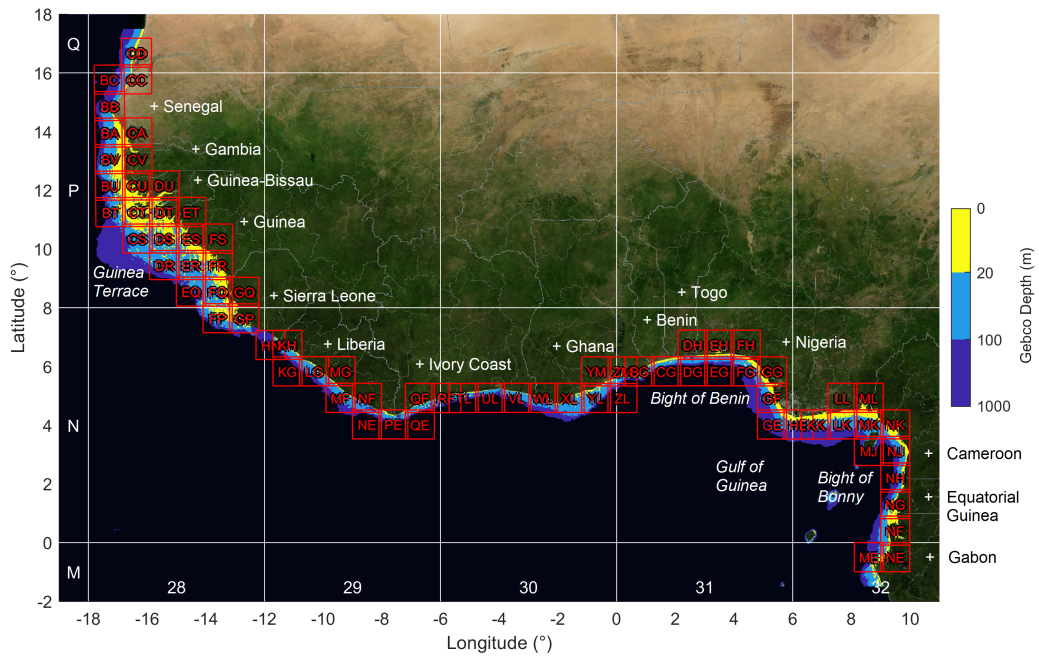 18
16
14
12
10
8
6
4
2
0
-2
Latitude (°)
Q
P
N
M
CD
BC CC
BB
BA CA
BV CV
BU CU DU
BT CT DT ET
CS DS ES FS
DR ER FR
EQ FQ GQ
FP GP
KH
KG LG MG
MF NF
NE PE QE
QF RF TL UL VL WL XL YL ZL
YM
BG CG DG EG FG GG
DH EH FH
GF
GE HE KK LK MK NK
LL ML
MJ NJ
NH
NG
NF
ME NE
+ Senegal
+ Gambia
+ Guinea-Bissau
+ Guinea
Guinea
Terrace
+ Sierra Leone
+ Liberia
+ Ivory Coast
+ Ghana
+ Togo
+ Benin
+ Nigeria
Bight of Benin
Gulf of
Guinea
Bight of
Bonny
+ Cameroon
+ Equatorial
Guinea
+ Gabon
28
29
30
31
32
-18
-16
-14
-12
-10
-8
-6
-4
-2
0
2
4
6
8
10
Longitude (°)
0
20
100
1000
Gebco Depth (m)